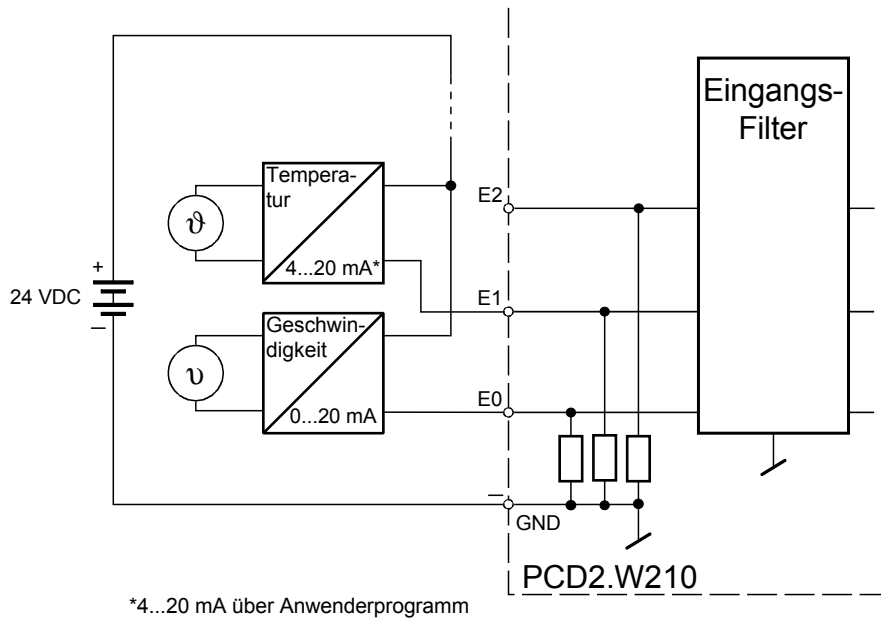 Eingangs-
Filter
Tempera-
tur
ϑ
4...20 mA*
E2
+
24 VDC
–
E1
Geschwin-
digkeit
υ
0...20 mA
E0
–
GND
PCD2.W210
*4...20 mA über Anwenderprogramm